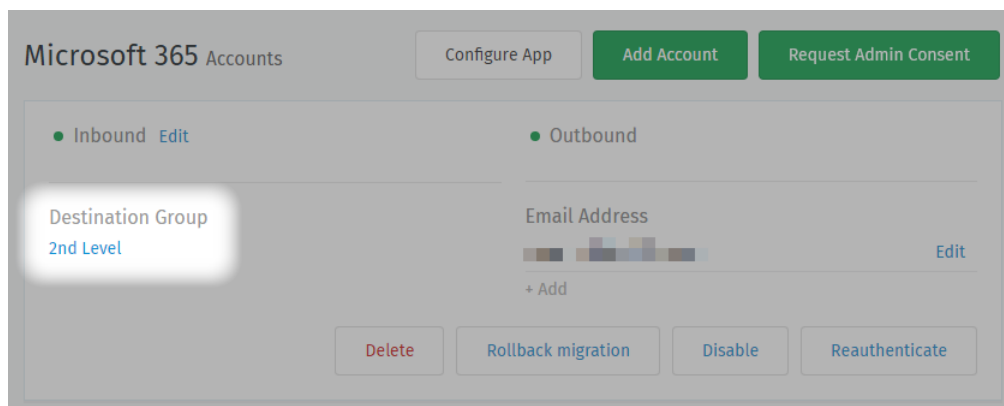 Microsoft 365 Accounts
Configure App
Add Account
Request Admin Consent
Inbound Edit
Outbound
Destination Group
2nd Level
Email Address
Edit
+ Add
Delete
Rollback migration
Disable
Reauthenticate